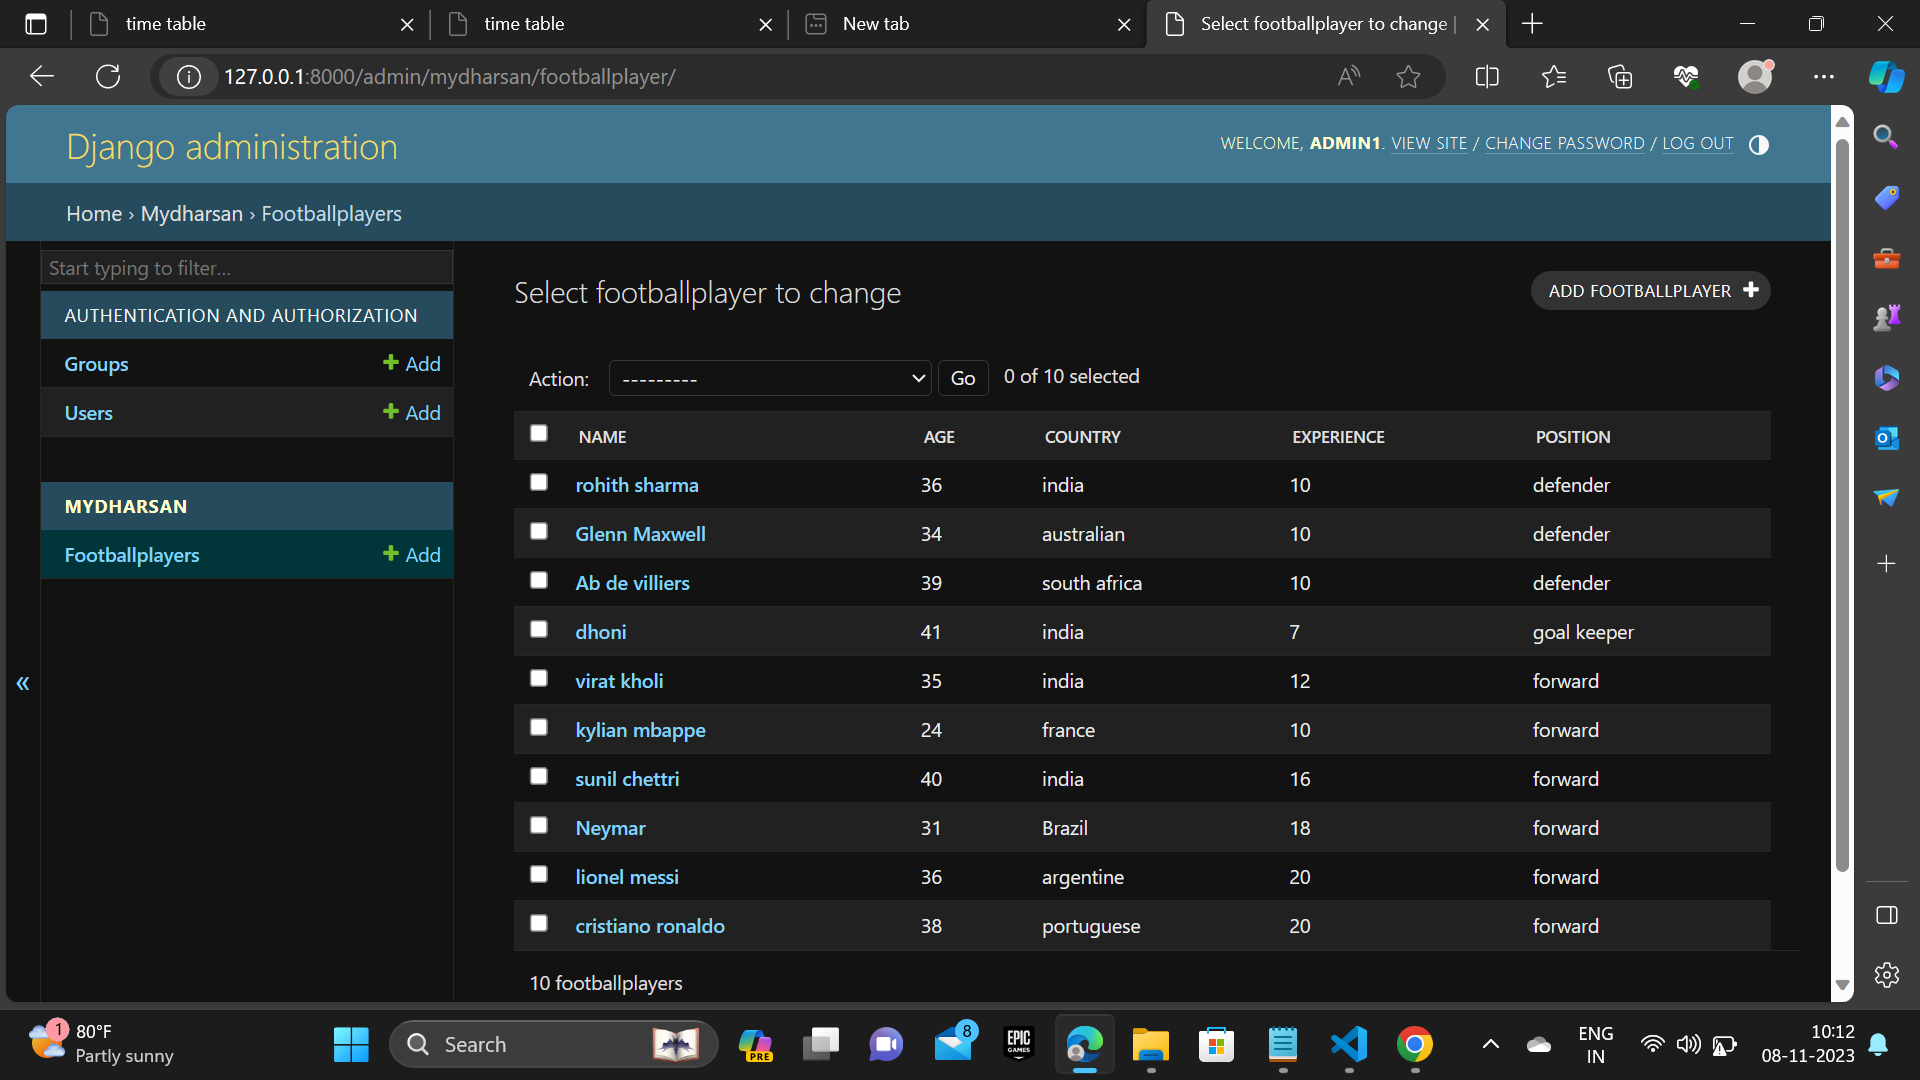 time table
time table
New tab
Select footballplayer to change |
127.0.0.1:8000/admin/mydharsan/footballplayer/
Django administration
WELCOME, ADMIN1. VIEW SITE / CHANGE PASSWORD / LOG OUT
Home › Mydharsan › Footballplayers
Start typing to filter...
AUTHENTICATION AND AUTHORIZATION
Groups + Add
Users + Add
MYDHARSAN
Footballplayers + Add
«
Select footballplayer to change
ADD FOOTBALLPLAYER +
Action: --------- Go 0 of 10 selected
NAME AGE COUNTRY EXPERIENCE POSITION
rohith sharma 36 india 10 defender
Glenn Maxwell 34 australian 10 defender
Ab de villiers 39 south africa 10 defender
dhoni 41 india 7 goal keeper
virat kholi 35 india 12 forward
kylian mbappe 24 france 10 forward
sunil chettri 40 india 16 forward
Neymar 31 Brazil 18 forward
lionel messi 36 argentine 20 forward
cristiano ronaldo 38 portuguese 20 forward
10 footballplayers
1
80°F
Partly sunny
Search
PRE
8
EPIC
GAMES
ENG
IN
10:12
08-11-2023